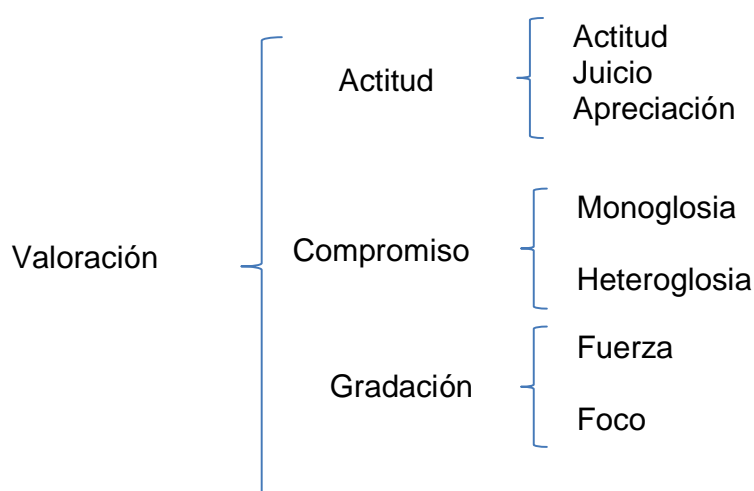 Valoración
Actitud
Actitud
Juicio
Apreciación
Compromiso
Monoglosia
Heteroglosia
Gradación
Fuerza
Foco